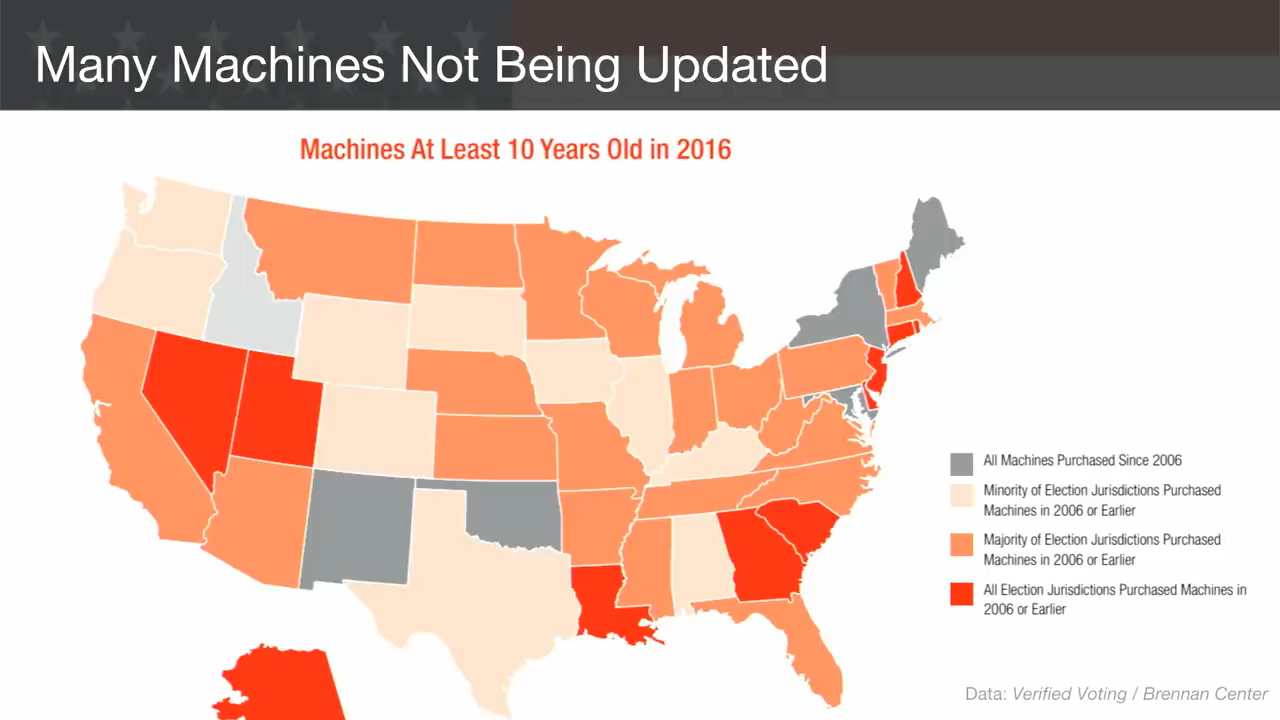 Many Machines Not Being Updated
Machines At Least 10 Years Old in 2016
All Machines Purchased Since 2006
Minority of Election Jurisdictions Purchased
Machines in 2006 or Earlier
Majority of Election Jurisdictions Purchased
Machines in 2006 or Earlier
All Election Jurisdictions Purchased Machines in
2006 or Earlier
Data: Verified Voting / Brennan Center